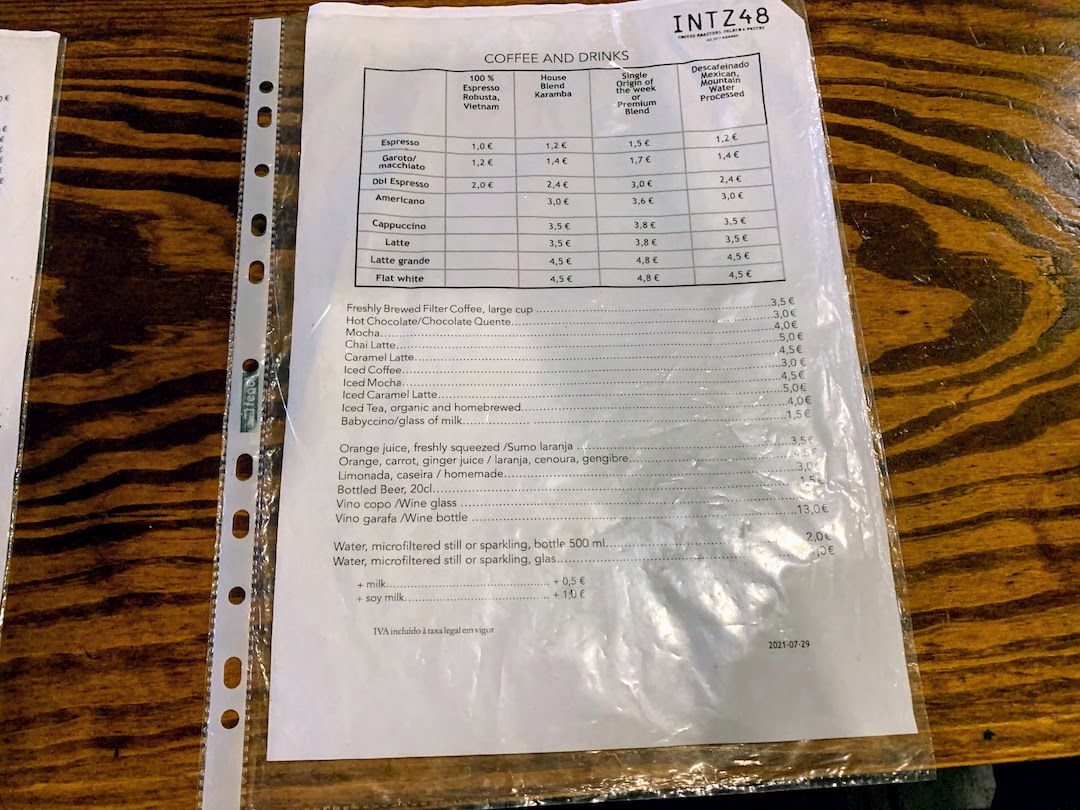 INTZ48
COFFEE ROASTERS, GELATO & PASTRY
COFFEE AND DRINKS
100 % Espresso Robusta, Vietnam
House Blend Karamba
Single Origin of the week or Premium Blend
Descafeinado Mexican, Mountain Water Processed
Espresso 1,0 € 1,2 € 1,5 € 1,2 €
Garoto/ macchiato 1,2 € 1,4 € 1,7 € 1,4 €
Dbl Espresso 2,0 € 2,4 € 3,0 € 2,4 €
Americano 3,0 € 3,6 € 3,0 €
Cappuccino 3,5 € 3,8 € 3,5 €
Latte 3,5 € 3,8 € 3,5 €
Latte grande 4,5 € 4,8 € 4,5 €
Flat white 4,5 € 4,8 € 4,5 €
Freshly Brewed Filter Coffee, large cup ........ 3,5 €
Hot Chocolate/Chocolate Quente........ 3,0 €
Mocha........ 4,0 €
Chai Latte........ 5,0 €
Caramel Latte........ 4,5 €
Iced Coffee........ 3,0 €
Iced Mocha........ 4,5 €
Iced Caramel Latte........ 5,0 €
Iced Tea, organic and homebrewed........ 4,0 €
Babyccino/glass of milk........ 1,5 €
Orange juice, freshly squeezed /Sumo laranja ........ 3,5 €
Orange, carrot, ginger juice / laranja, cenoura, gengibre........
Limonada, caseira / homemade........ 3,0
Bottled Beer, 20cl........ 1,5 €
Vino copo /Wine glass ........
Vino garafa /Wine bottle ........ 13,0 €
Water, microfiltered still or sparkling, bottle 500 ml........ 2,0 €
Water, microfiltered still or sparkling, glas........
+ milk........ + 0,5 €
+ soy milk........ + 1,0 €
IVA incluido à taxa legal em vigor
2021-07-29